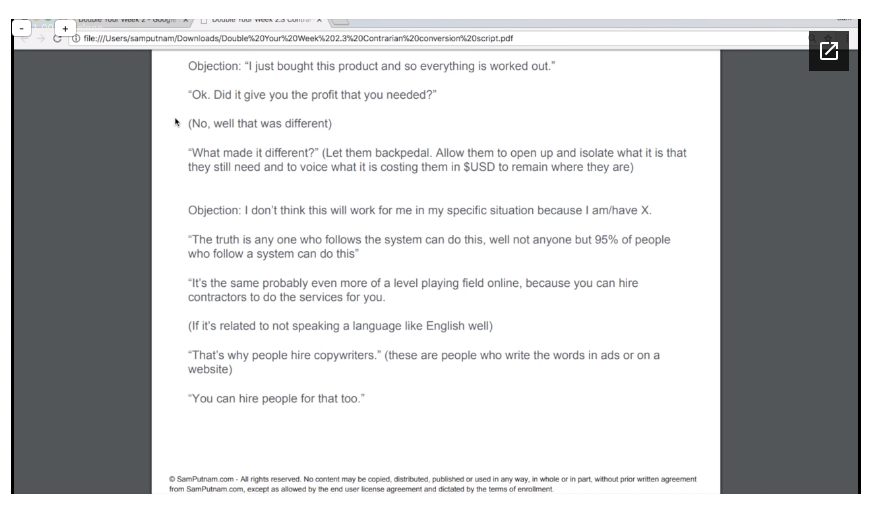 Double Your Week 2 - Google
Double Your Week 2.3 Contrar
-
+
file:///Users/samputnam/Downloads/Double%20Your%20Week%202.3%20Contrarian%20conversion%20script.pdf
Objection: “I just bought this product and so everything is worked out.”
“Ok. Did it give you the profit that you needed?”
(No, well that was different)
“What made it different?” (Let them backpedal. Allow them to open up and isolate what it is that
they still need and to voice what it is costing them in $USD to remain where they are)
Objection: I don’t think this will work for me in my specific situation because I am/have X.
“The truth is any one who follows the system can do this, well not anyone but 95% of people
who follow a system can do this”
“It’s the same probably even more of a level playing field online, because you can hire
contractors to do the services for you.
(If it’s related to not speaking a language like English well)
“That’s why people hire copywriters.” (these are people who write the words in ads or on a
website)
“You can hire people for that too.”
© SamPutnam.com - All rights reserved. No content may be copied, distributed, published or used in any way, in whole or in part, without prior written agreement
from SamPutnam.com, except as allowed by the end user license agreement and dictated by the terms of enrollment.